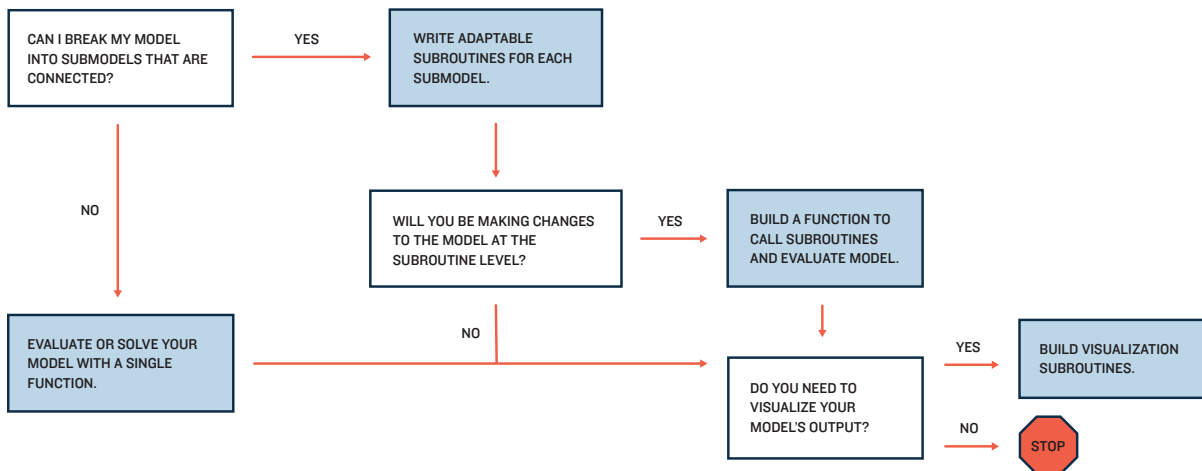 CAN I BREAK MY MODEL
INTO SUBMODELS THAT ARE
CONNECTED?
YES
WRITE ADAPTABLE
SUBROUTINES FOR EACH
SUBMODEL.
NO
WILL YOU BE MAKING CHANGES
TO THE MODEL AT THE
SUBROUTINE LEVEL?
YES
BUILD A FUNCTION TO
CALL SUBROUTINES
AND EVALUATE MODEL.
NO
EVALUATE OR SOLVE YOUR
MODEL WITH A SINGLE
FUNCTION.
DO YOU NEED TO
VISUALIZE YOUR
MODEL'S OUTPUT?
YES
BUILD VISUALIZATION
SUBROUTINES.
NO
STOP